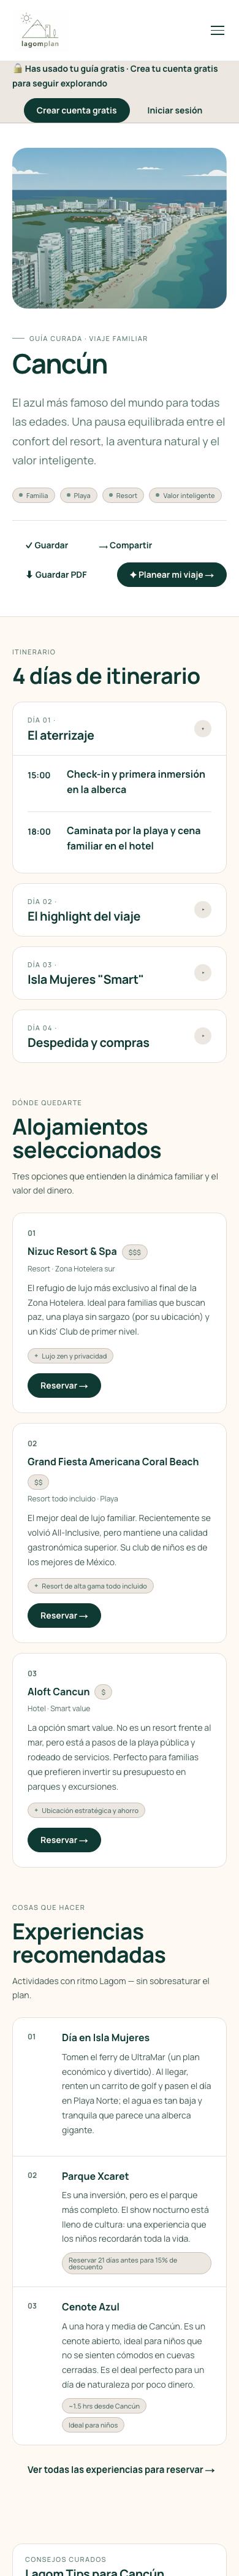 lagomplan
🔒 Has usado tu guía gratis · Crea tu cuenta gratis
para seguir explorando
Crear cuenta gratis
Iniciar sesión
GUÍA CURADA · VIAJE FAMILIAR
Cancún
El azul más famoso del mundo para todas
las edades. Una pausa equilibrada entre el
confort del resort, la aventura natural y el
valor inteligente.
Familia
Playa
Resort
Valor inteligente
✓ Guardar
→ Compartir
⬇ Guardar PDF
✦ Planear mi viaje →
ITINERARIO
4 días de itinerario
DÍA 01 ·
El aterrizaje
15:00
Check-in y primera inmersión
en la alberca
18:00
Caminata por la playa y cena
familiar en el hotel
DÍA 02 ·
El highlight del viaje
DÍA 03 ·
Isla Mujeres "Smart"
DÍA 04 ·
Despedida y compras
DÓNDE QUEDARTE
Alojamientos
seleccionados
Tres opciones que entienden la dinámica familiar y el
valor del dinero.
01
Nizuc Resort & Spa $$$
Resort · Zona Hotelera sur
El refugio de lujo más exclusivo al final de la
Zona Hotelera. Ideal para familias que buscan
paz, una playa sin sargazo (por su ubicación) y
un Kids' Club de primer nivel.
Lujo zen y privacidad
Reservar →
02
Grand Fiesta Americana Coral Beach
$$
Resort todo incluido · Playa
El mejor deal de lujo familiar. Recientemente se
volvió All-Inclusive, pero mantiene una calidad
gastronómica superior. Su club de niños es de
los mejores de México.
Resort de alta gama todo incluido
Reservar →
03
Aloft Cancun $
Hotel · Smart value
La opción smart value. No es un resort frente al
mar, pero está a pasos de la playa pública y
rodeado de servicios. Perfecto para familias
que prefieren invertir su presupuesto en
parques y excursiones.
Ubicación estratégica y ahorro
Reservar →
COSAS QUE HACER
Experiencias
recomendadas
Actividades con ritmo Lagom — sin sobresaturar el
plan.
01
Día en Isla Mujeres
Tomen el ferry de UltraMar (un plan
económico y divertido). Al llegar,
renten un carrito de golf y pasen el día
en Playa Norte; el agua es tan baja y
tranquila que parece una alberca
gigante.
02
Parque Xcaret
Es una inversión, pero es el parque
más completo. El show nocturno está
lleno de cultura: una experiencia que
los niños recordarán toda la vida.
Reservar 21 días antes para 15% de
descuento
03
Cenote Azul
A una hora y media de Cancún. Es un
cenote abierto, ideal para niños que
no se sienten cómodos en cuevas
cerradas. Es el deal perfecto para un
día de naturaleza por poco dinero.
~1.5 hrs desde Cancún
Ideal para niños
Ver todas las experiencias para reservar →
CONSEJOS CURADOS
Lagom Tips para Cancún